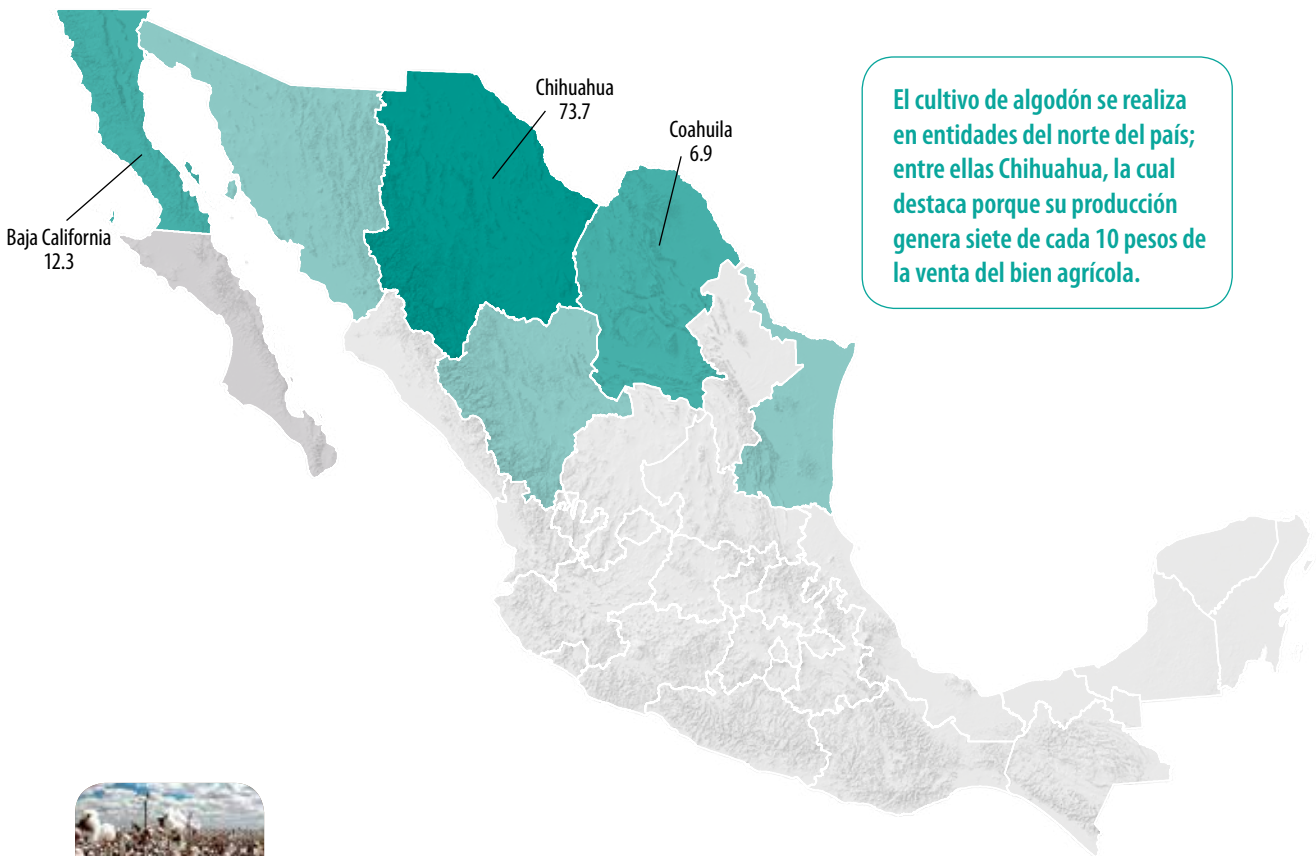 Chihuahua
73.7
Coahuila
6.9
Baja California
12.3
El cultivo de algodón se realiza
en entidades del norte del país;
entre ellas Chihuahua, la cual
destaca porque su producción
genera siete de cada 10 pesos de
la venta del bien agrícola.